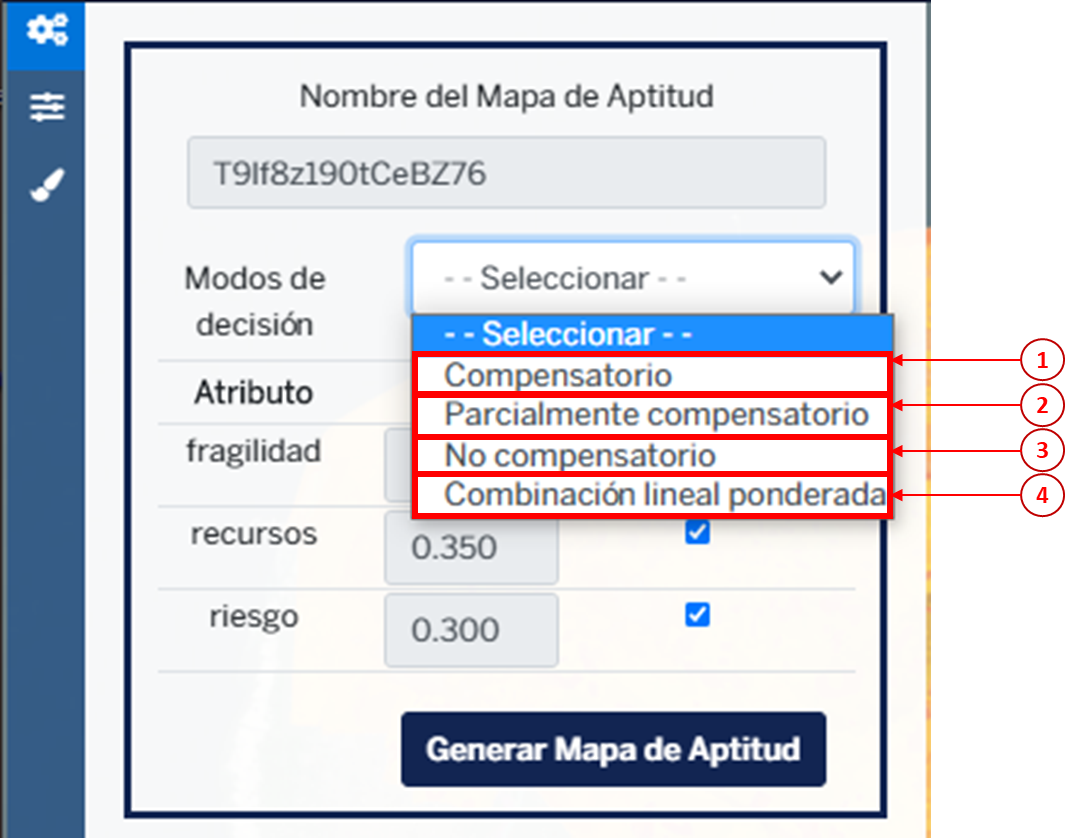 Nombre del Mapa de Aptitud
T9lf8z190tCeBZ76
Modos de
decisión
- - Seleccionar - -
- - Seleccionar - -
Compensatorio
Parcialmente compensatorio
No compensatorio
Combinación lineal ponderada
1
2
3
4
Atributo
fragilidad
recursos
0.350
riesgo
0.300
Generar Mapa de Aptitud